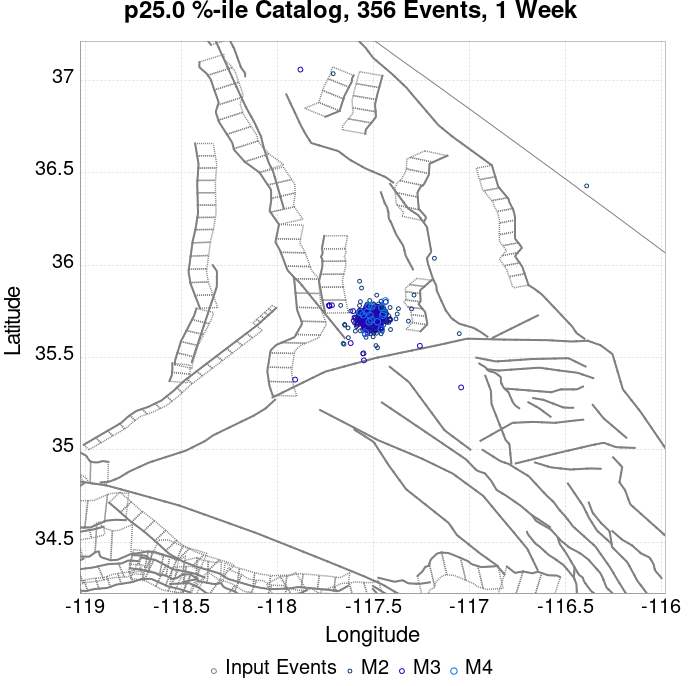 p25.0 %-ile Catalog, 356 Events, 1 Week
37
36.5
36
35.5
35
34.5
Latitude
-119 -118.5 -118 -117.5 -117 -116.5 -116
Longitude
Input Events M2 M3 M4